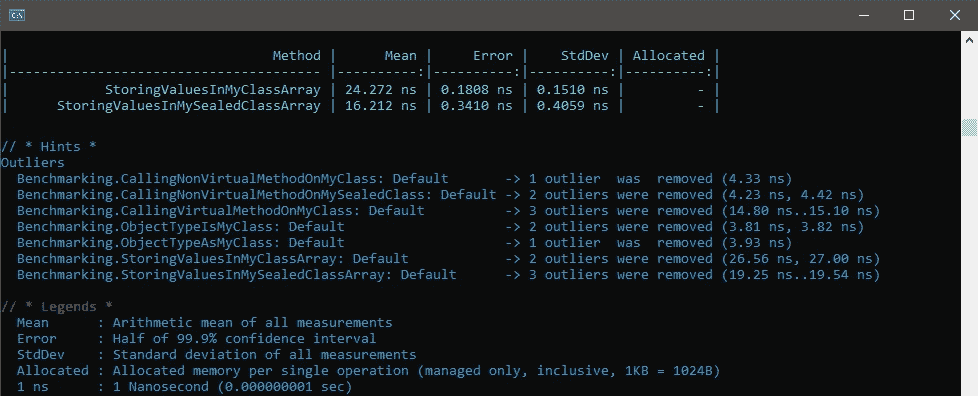 C:\
|                                Method |      Mean |     Error |    StdDev | Allocated |
|-------------------------------------- |----------:|----------:|----------:|----------:|
|            StoringValuesInMyClassArray | 24.272 ns | 0.1808 ns | 0.1510 ns |         - |
|      StoringValuesInMySealedClassArray | 16.212 ns | 0.3410 ns | 0.4059 ns |         - |
// * Hints *
Outliers
  Benchmarking.CallingNonVirtualMethodOnMyClass: Default       -> 1 outlier  was  removed (4.33 ns)
  Benchmarking.CallingNonVirtualMethodOnMySealedClass: Default -> 2 outliers were removed (4.23 ns, 4.42 ns)
  Benchmarking.CallingVirtualMethodOnMyClass: Default          -> 3 outliers were removed (14.80 ns..15.10 ns)
  Benchmarking.ObjectTypeIsMyClass: Default                    -> 2 outliers were removed (3.81 ns, 3.82 ns)
  Benchmarking.ObjectTypeAsMyClass: Default                    -> 1 outlier  was  removed (3.93 ns)
  Benchmarking.StoringValuesInMyClassArray: Default            -> 2 outliers were removed (26.56 ns, 27.00 ns)
  Benchmarking.StoringValuesInMySealedClassArray: Default      -> 3 outliers were removed (19.25 ns..19.54 ns)
// * Legends *
  Mean      : Arithmetic mean of all measurements
  Error     : Half of 99.9% confidence interval
  StdDev    : Standard deviation of all measurements
  Allocated : Allocated memory per single operation (managed only, inclusive, 1KB = 1024B)
  1 ns      : 1 Nanosecond (0.000000001 sec)